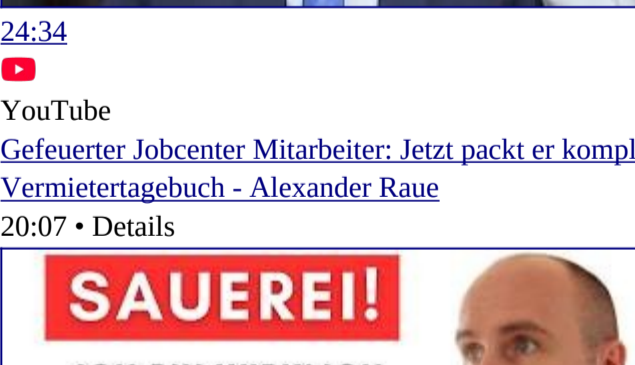 24:34
YouTube
Gefeuerter Jobcenter Mitarbeiter: Jetzt packt er kompl
Vermietertagebuch - Alexander Raue
20:07 • Details
SAUEREI!